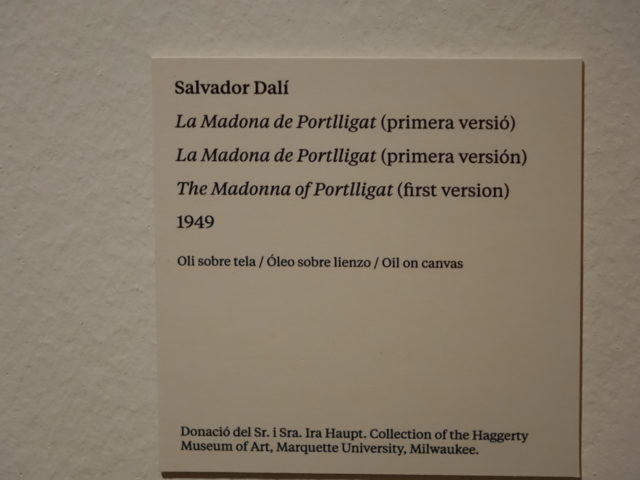 Salvador Dalí
La Madona de Portlligat (primera versió)
La Madona de Portlligat (primera versión)
The Madonna of Portlligat (first version)
1949
Oli sobre tela / Óleo sobre lienzo / Oil on canvas
Donació del Sr. i Sra. Ira Haupt. Collection of the Haggerty
Museum of Art, Marquette University, Milwaukee.